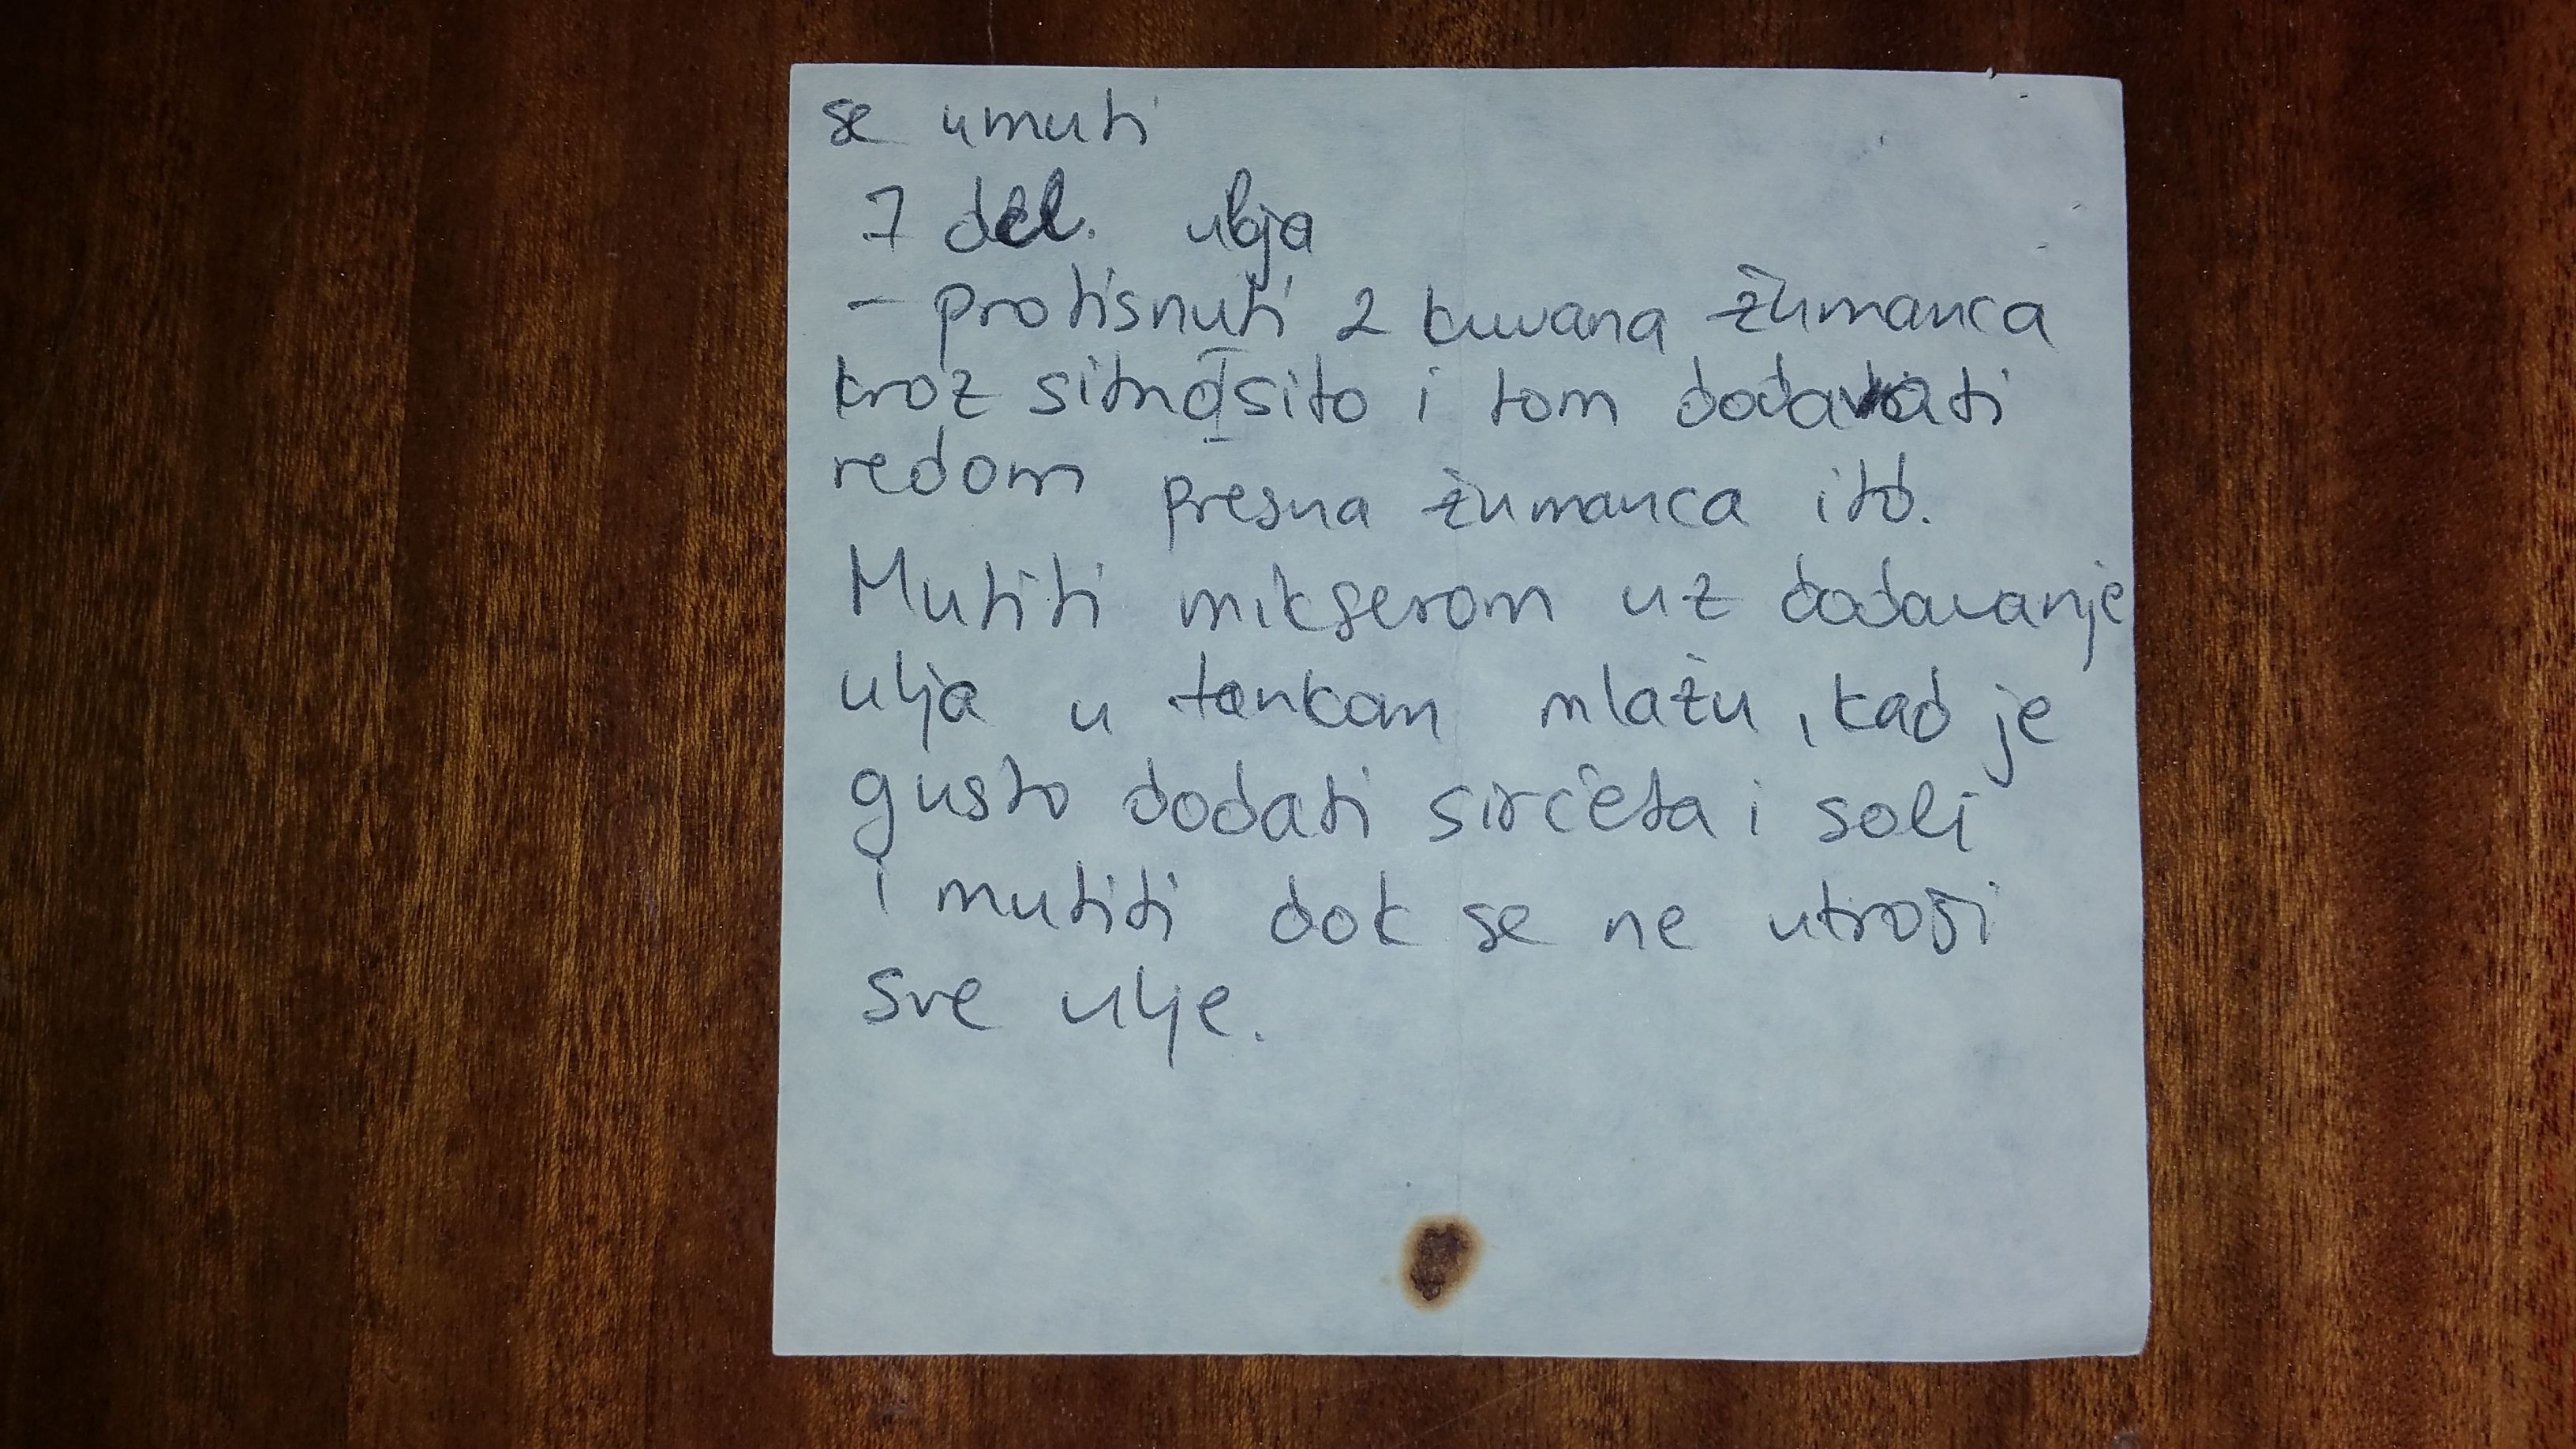 se umuti
7 del. ulja
- protisnuti 2 kuvana žumanca
kroz sitno sito i tom dodavati
redom presna žumanca itd.
Mutiti mikserom uz dodavanje
ulja u tankom mlažu, kad je
gusto dodati sirćeta i soli
i mutiti dok se ne utroši
sve ulje.